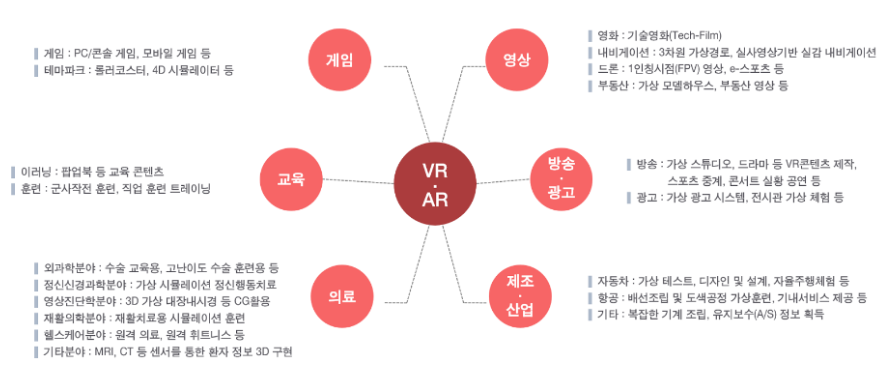 게임
게임 : PC/콘솔 게임, 모바일 게임 등
테마파크 : 롤러코스터, 4D 시뮬레이터 등
영상
영화 : 기술영화(Tech-Film)
내비게이션 : 3차원 가상경로, 실사영상기반 실감 내비게이션
드론 : 1인칭시점(FPV) 영상, e-스포츠 등
부동산 : 가상 모델하우스, 부동산 영상 등
교육
이러닝 : 팝업북 등 교육 콘텐츠
훈련 : 군사작전 훈련, 직업 훈련 트레이닝
VR
·
AR
방송
·
광고
방송 : 가상 스튜디오, 드라마 등 VR콘텐츠 제작,
스포츠 중계, 콘서트 실황 공연 등
광고 : 가상 광고 시스템, 전시관 가상 체험 등
의료
외과학분야 : 수술 교육용, 고난이도 수술 훈련용 등
정신신경과학분야 : 가상 시뮬레이션 정신행동치료
영상진단학분야 : 3D 가상 대장내시경 등 CG활용
재활의학분야 : 재활치료용 시뮬레이션 훈련
헬스케어분야 : 원격 의료, 원격 휘트니스 등
기타분야 : MRI, CT 등 센서를 통한 환자 정보 3D 구현
제조
·
산업
자동차 : 가상 테스트, 디자인 및 설계, 자율주행체험 등
항공 : 배선조립 및 도색공정 가상훈련, 기내서비스 제공 등
기타 : 복잡한 기계 조립, 유지보수(A/S) 정보 획득